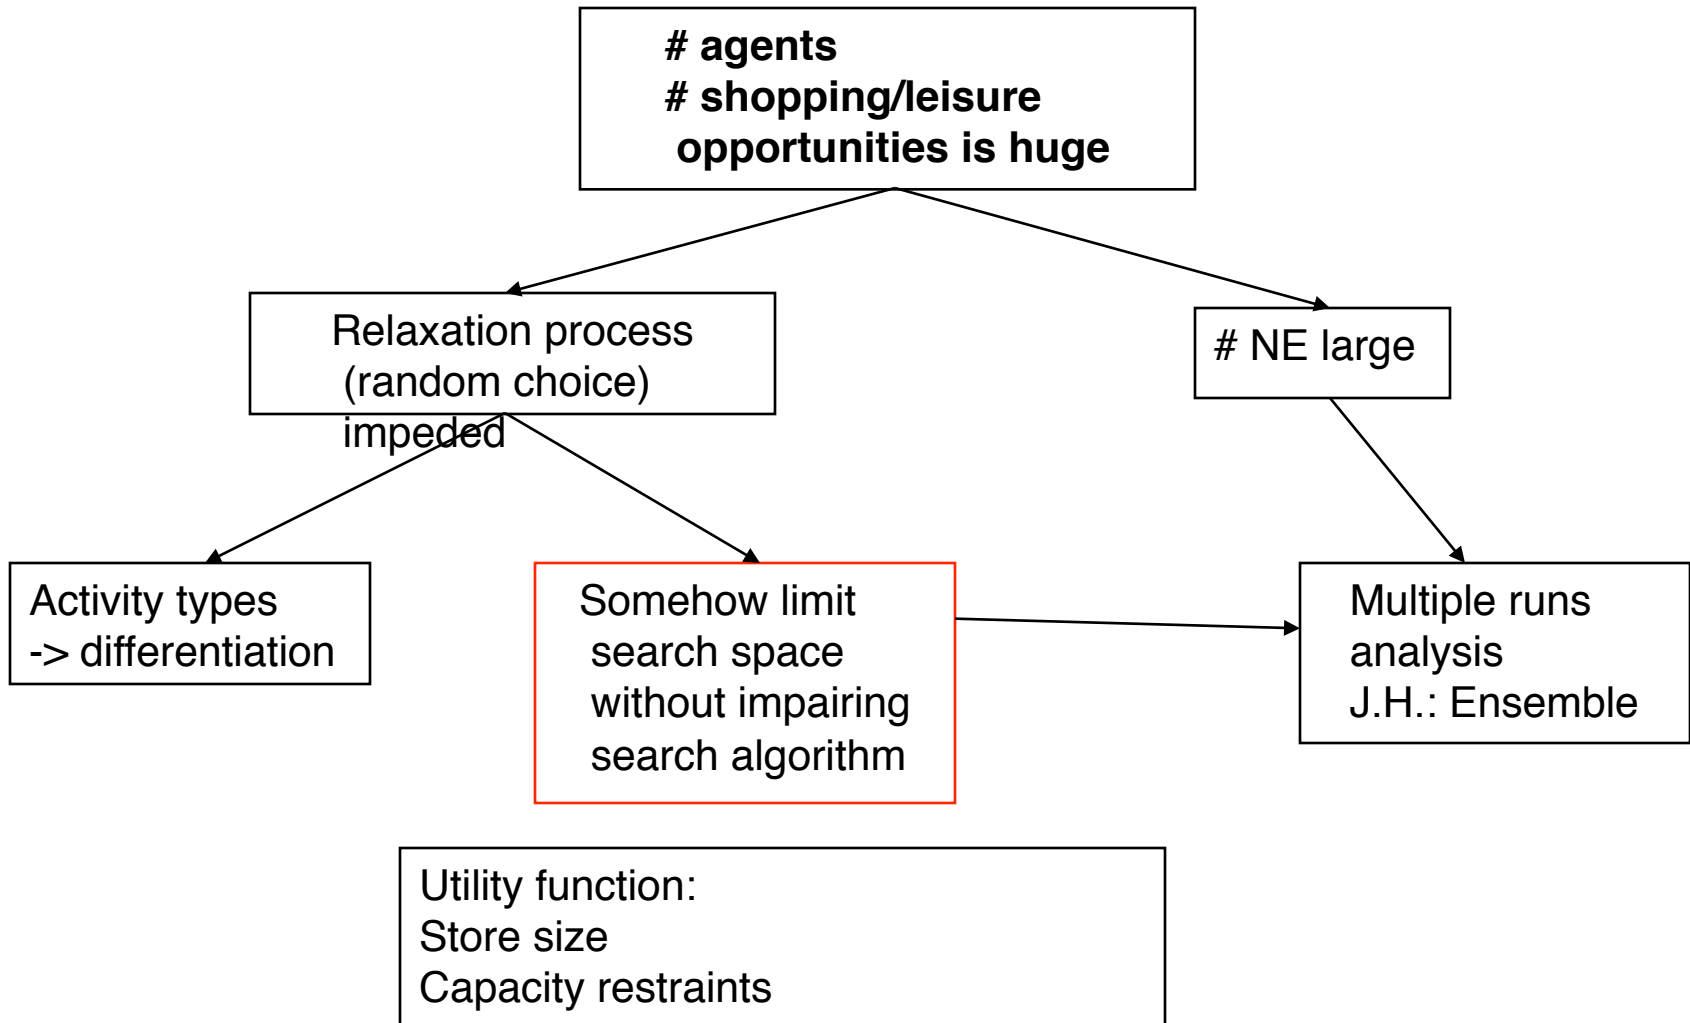 # agents
# shopping/leisure
opportunities is huge
Relaxation process
(random choice)
impeded
# NE large
Activity types
-> differentiation
Somehow limit
search space
without impairing
search algorithm
Multiple runs
analysis
J.H.: Ensemble
Utility function:
Store size
Capacity restraints